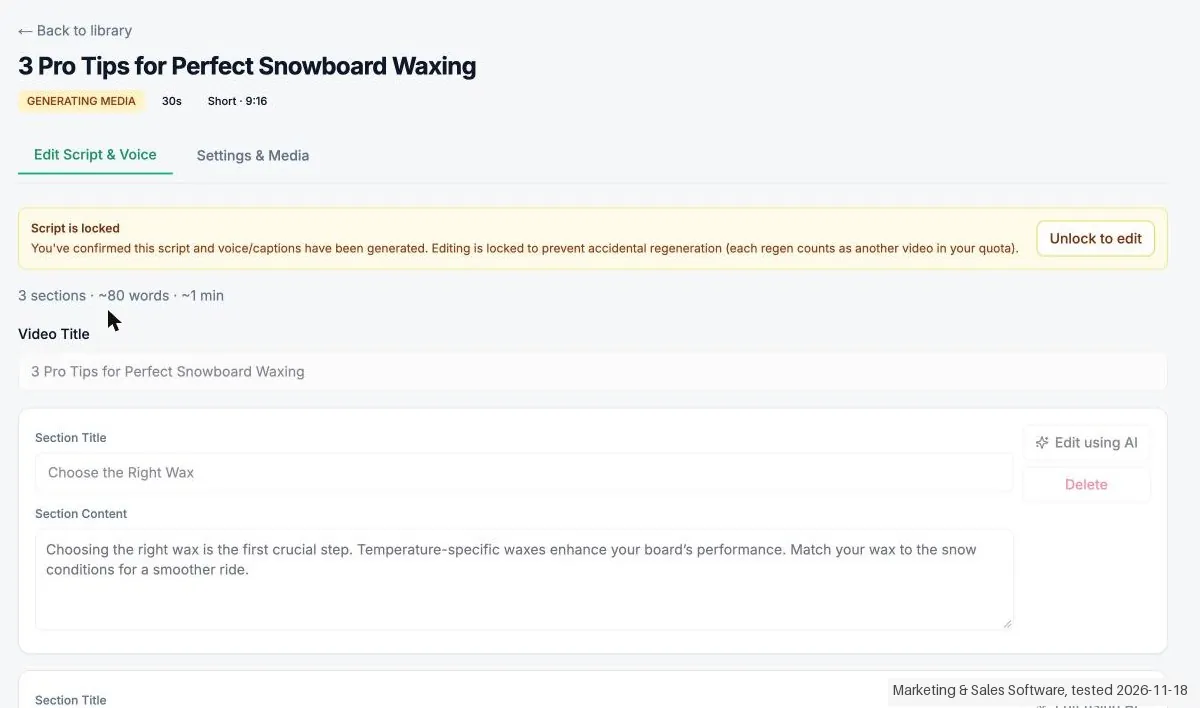 ← Back to library
3 Pro Tips for Perfect Snowboard Waxing
GENERATING MEDIA 30s Short · 9:16
Edit Script & Voice Settings & Media
Script is locked
You've confirmed this script and voice/captions have been generated. Editing is locked to prevent accidental regeneration (each regen counts as another video in your quota).
Unlock to edit
3 sections · ~80 words · ~1 min
Video Title
3 Pro Tips for Perfect Snowboard Waxing
Section Title
Edit using AI
Choose the Right Wax
Delete
Section Content
Choosing the right wax is the first crucial step. Temperature-specific waxes enhance your board's performance. Match your wax to the snow
conditions for a smoother ride.
Section Title
Marketing & Sales Software, tested 2026-11-18